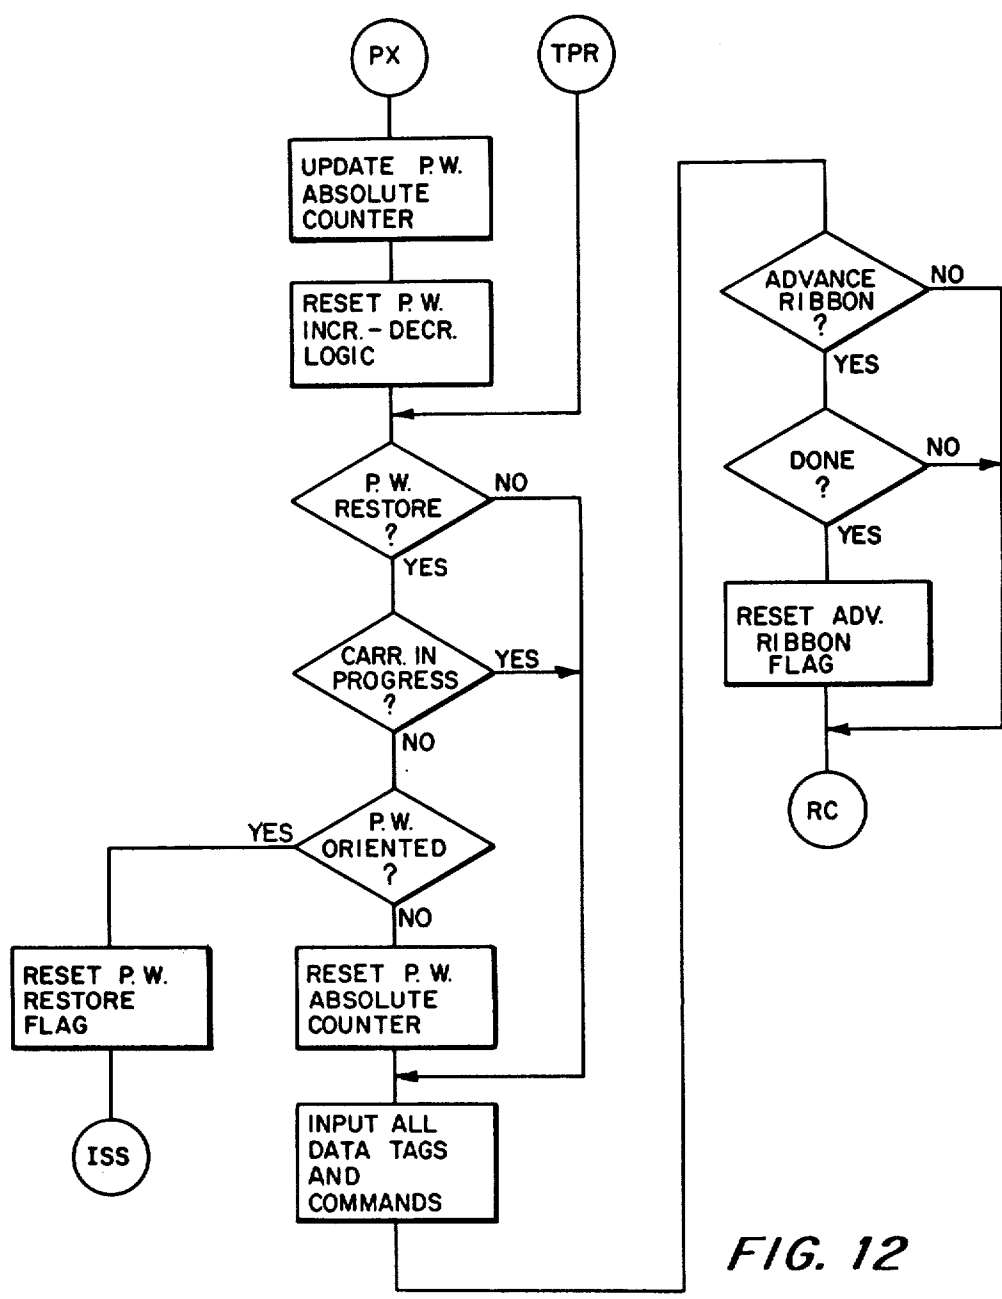 PX
TPR
UPDATE P.W.
ABSOLUTE
COUNTER
RESET P.W.
INCR.-DECR.
LOGIC
P.W.
RESTORE
?
NO
YES
CARR. IN
PROGRESS
?
YES
NO
P.W.
ORIENTED
?
YES
NO
RESET P.W.
RESTORE
FLAG
ISS
RESET P.W.
ABSOLUTE
COUNTER
INPUT ALL
DATA TAGS
AND
COMMANDS
ADVANCE
RIBBON
?
NO
YES
DONE
?
NO
YES
RESET ADV.
RIBBON
FLAG
RC
FIG. 12